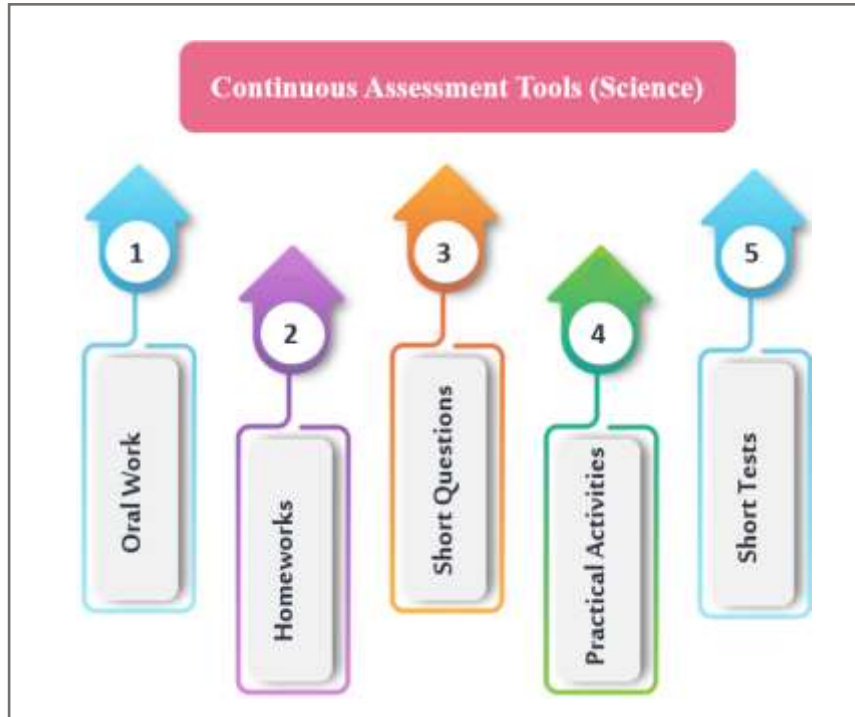 Continuous Assessment Tools (Science)
1
Oral Work
2
Homeworks
3
Short Questions
4
Practical Activities
5
Short Tests